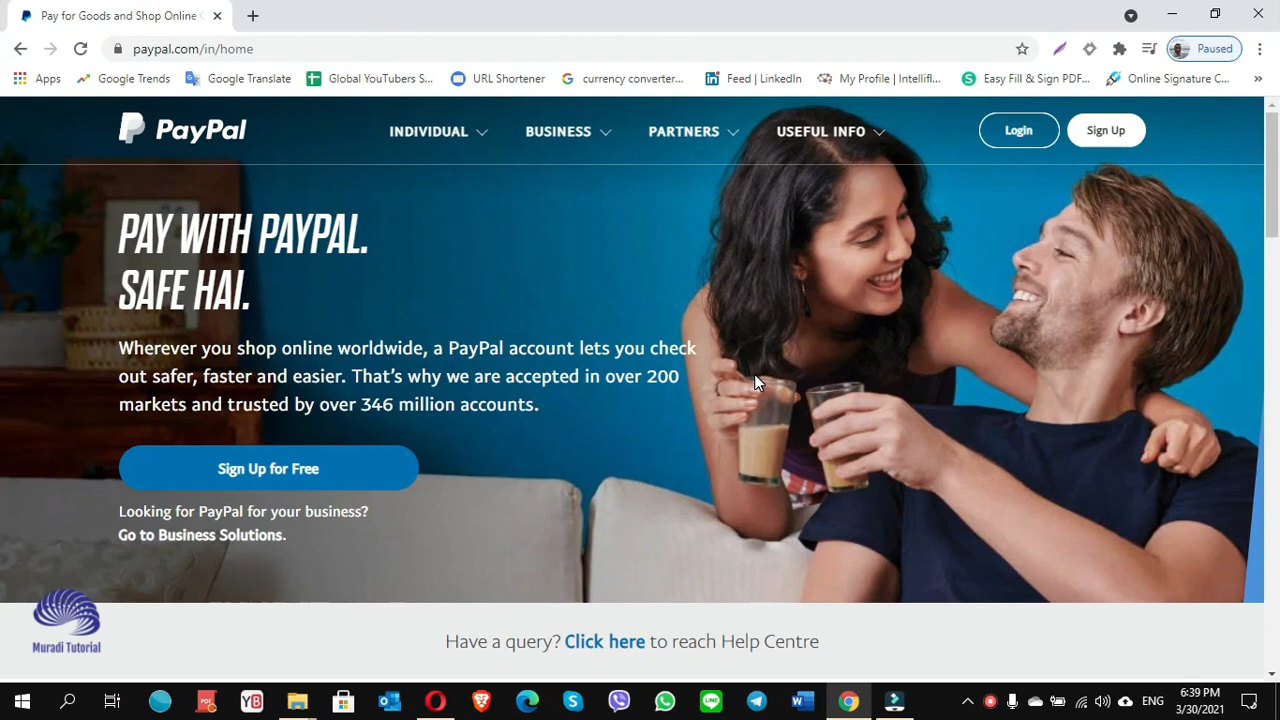 Pay for Goods and Shop Online
paypal.com/in/home
Paused
Apps
Google Trends
Google Translate
Global YouTubers S...
URL Shortener
currency converter...
Feed | LinkedIn
My Profile | Intellifl...
Easy Fill & Sign PDF...
Online Signature C...
PayPal
INDIVIDUAL
BUSINESS
PARTNERS
USEFUL INFO
Login
Sign Up
PAY WITH PAYPAL.
SAFE HAI.
Wherever you shop online worldwide, a PayPal account lets you check
out safer, faster and easier. That's why we are accepted in over 200
markets and trusted by over 346 million accounts.
Sign Up for Free
Looking for PayPal for your business?
Go to Business Solutions.
Muradi Tutorial
Have a query? Click here to reach Help Centre
ENG
6:39 PM
3/30/2021